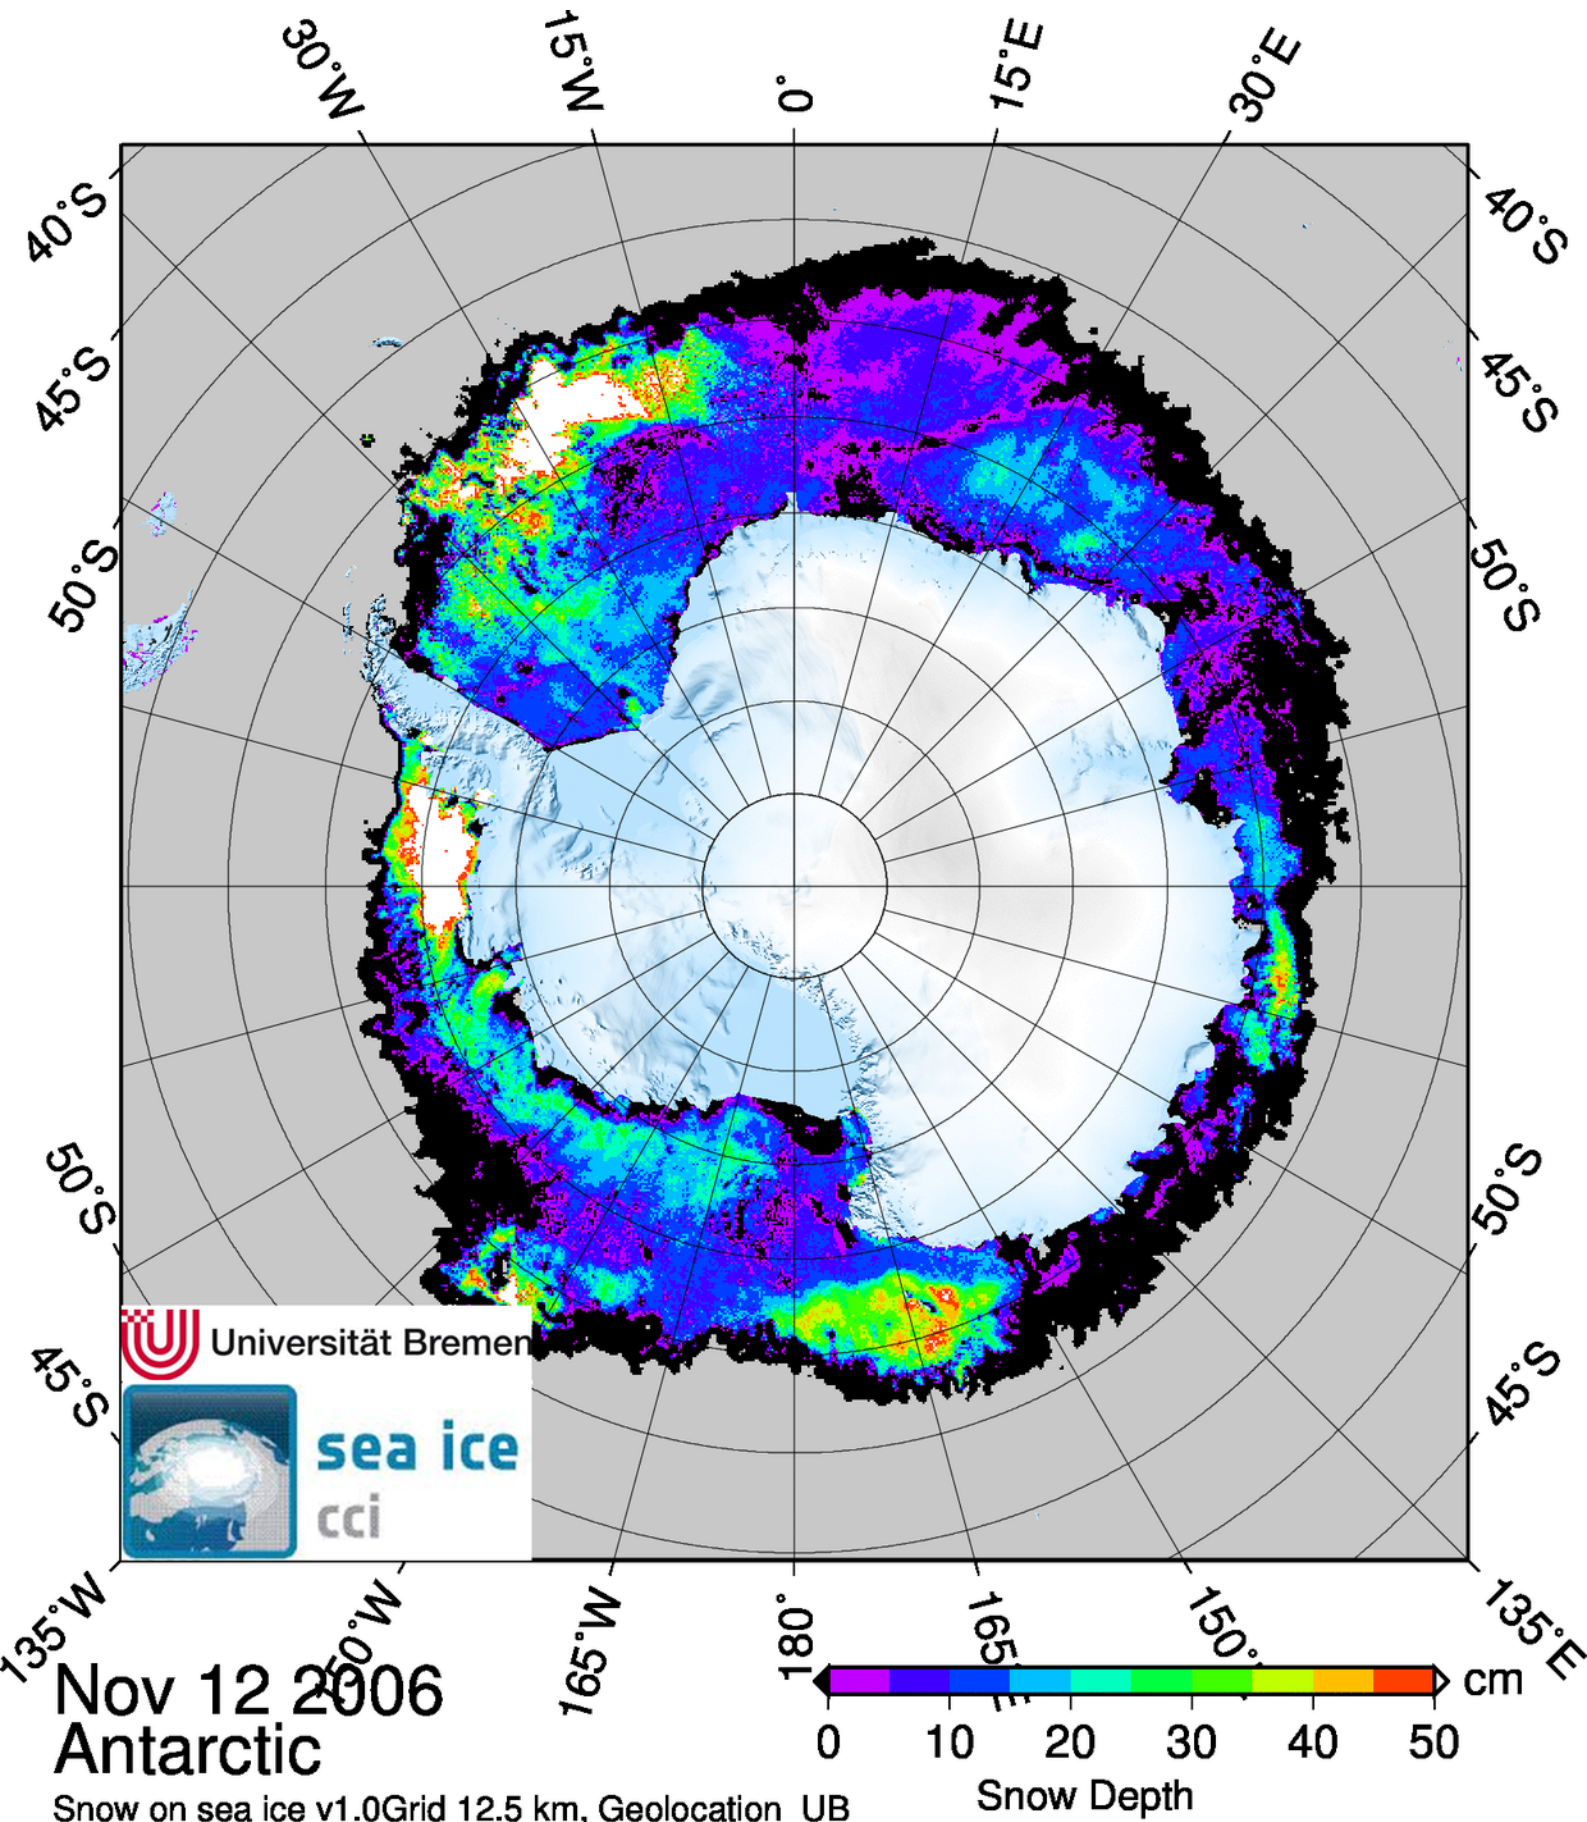 30°W 15°W 0° 15°E 30°E
40°S 40°S
45°S 45°S
50°S 50°S
50°S 50°S
45°S 45°S
Universität Bremen
sea ice
cci
135°W 165°W 180° 165 150° 135°E
Nov 12 2006
Antarctic
cm
0 10 20 30 40 50
Snow Depth
Snow on sea ice v1.0Grid 12.5 km, Geolocation UB